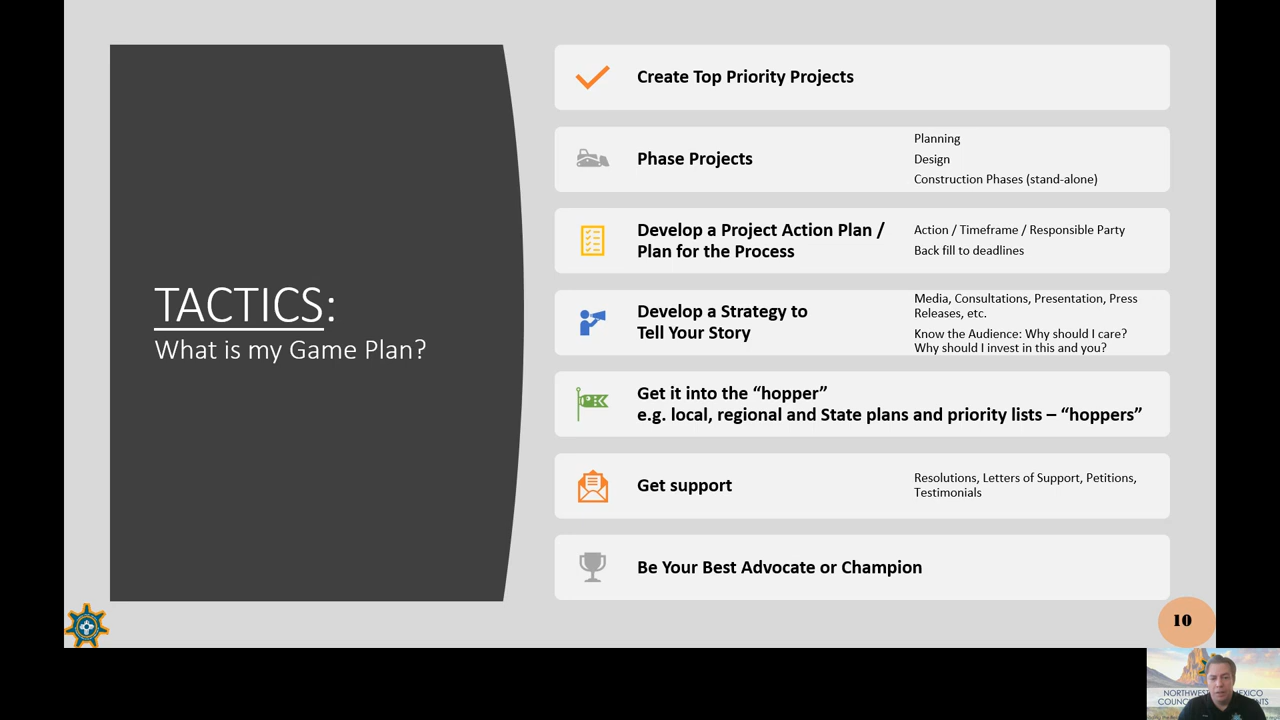 TACTICS:
What is my Game Plan?
Create Top Priority Projects
Phase Projects
Planning
Design
Construction Phases (stand-alone)
Develop a Project Action Plan /
Plan for the Process
Action / Timeframe / Responsible Party
Back fill to deadlines
Develop a Strategy to
Tell Your Story
Media, Consultations, Presentation, Press
Releases, etc.
Know the Audience: Why should I care?
Why should I invest in this and you?
Get it into the “hopper”
e.g. local, regional and State plans and priority lists – “hoppers”
Get support
Resolutions, Letters of Support, Petitions,
Testimonials
Be Your Best Advocate or Champion
10
NORTHWEST